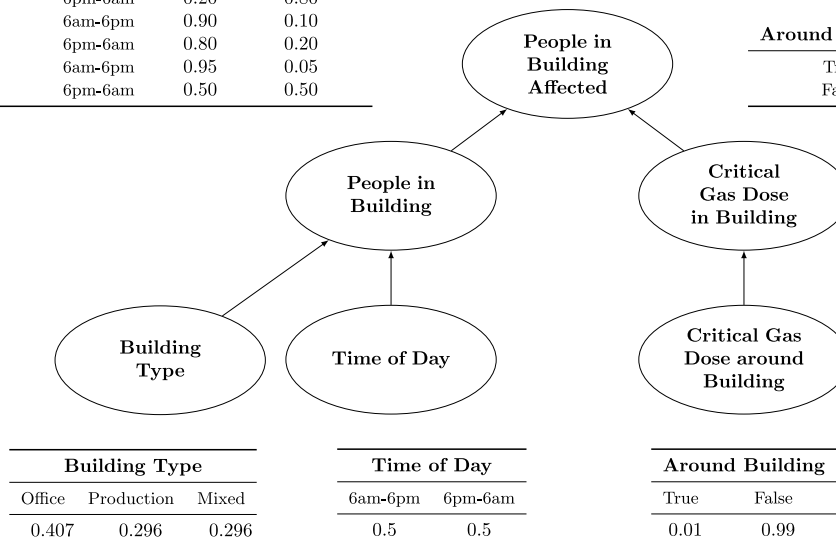 6pm-6am 0.20 0.80
6am-6pm 0.90 0.10
6pm-6am 0.80 0.20
6am-6pm 0.95 0.05
6pm-6am 0.50 0.50
People in
Building
Affected
Around
People in
Building
Critical
Gas Dose
in Building
Building
Type
Time of Day
Critical Gas
Dose around
Building
Building Type
Office Production Mixed
0.407 0.296 0.296
Time of Day
6am-6pm 6pm-6am
0.5 0.5
Around Building
True False
0.01 0.99